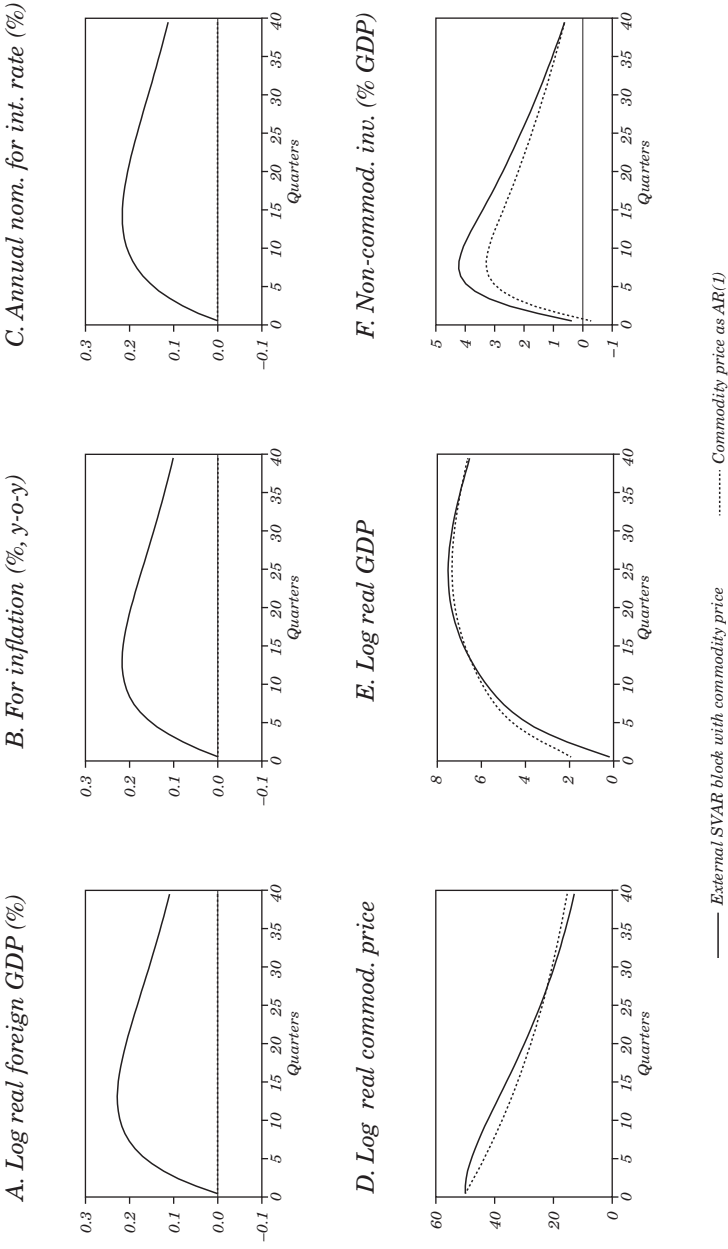 A. Log real foreign GDP (%)
0.3
0.2
0.1
0.0
–0.1
0 5 10 15 20 25 30 35 40
Quarters
B. For inflation (%, y-o-y)
0.3
0.2
0.1
0.0
–0.1
0 5 10 15 20 25 30 35 40
Quarters
C. Annual nom. for int. rate (%)
0.3
0.2
0.1
0.0
–0.1
0 5 10 15 20 25 30 35 40
Quarters
D. Log real commod. price
60
40
20
0
0 5 10 15 20 25 30 35 40
Quarters
E. Log real GDP
8
6
4
2
0
0 5 10 15 20 25 30 35 40
Quarters
F. Non-commod. inv. (% GDP)
5
4
3
2
1
0
–1
0 5 10 15 20 25 30 35 40
Quarters
External SVAR block with commodity price
Commodity price as AR(1)